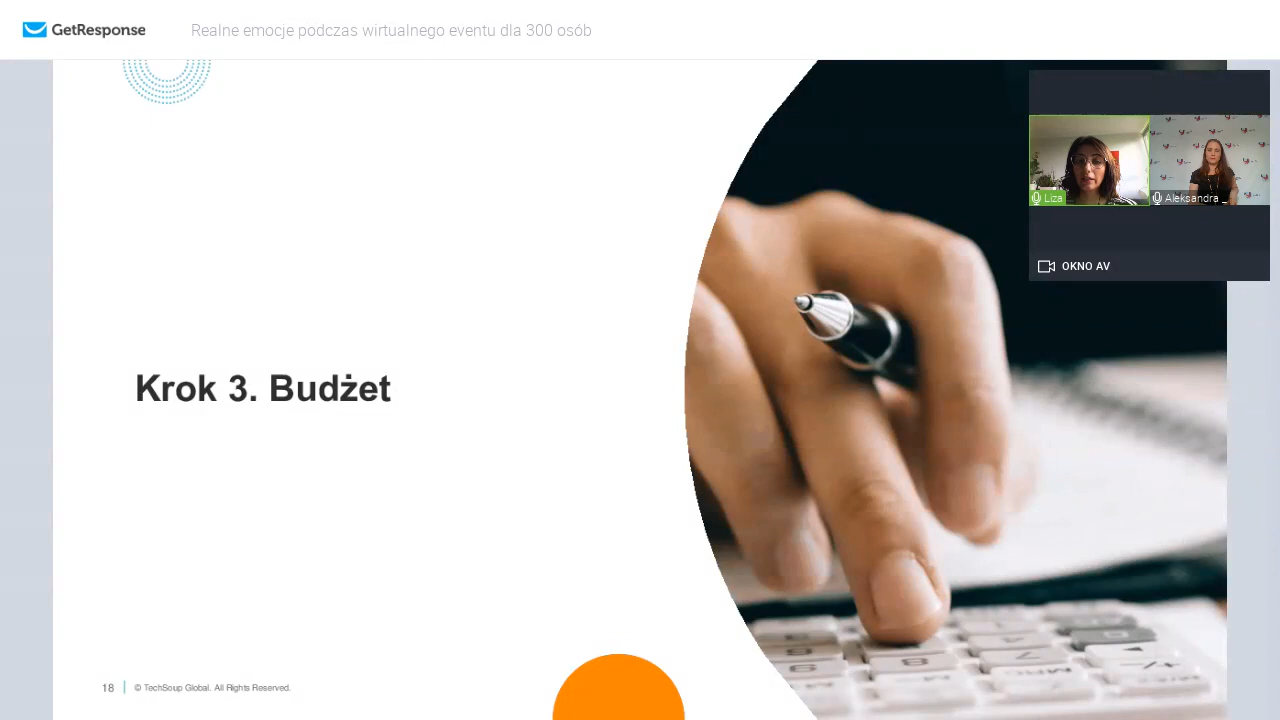 GetResponse
Realne emocje podczas wirtualnego eventu dla 300 osób
Liza
Aleksandra _
OKNO AV
Krok 3. Budżet
18
© TechSoup Global. All Rights Reserved.